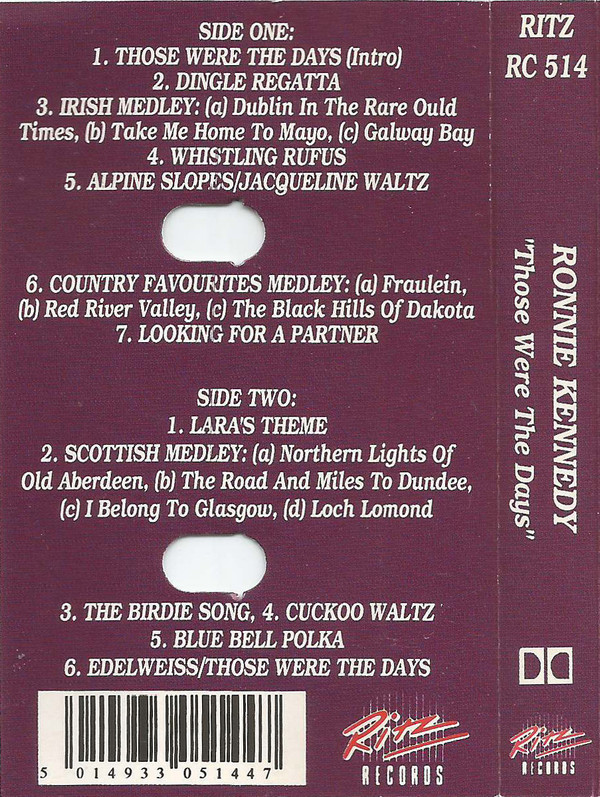 SIDE ONE:
1. THOSE WERE THE DAYS (Intro)
2. DINGLE REGATTA
3. IRISH MEDLEY: (a) Dublin In The Rare Ould
Times, (b) Take Me Home To Mayo, (c) Galway Bay
4. WHISTLING RUFUS
5. ALPINE SLOPES/JACQUELINE WALTZ
6. COUNTRY FAVOURITES MEDLEY: (a) Fraulein,
(b) Red River Valley, (c) The Black Hills Of Dakota
7. LOOKING FOR A PARTNER
SIDE TWO:
1. LARA'S THEME
2. SCOTTISH MEDLEY: (a) Northern Lights Of
Old Aberdeen, (b) The Road And Miles To Dundee,
(c) I Belong To Glasgow, (d) Loch Lomond
3. THE BIRDIE SONG, 4. CUCKOO WALTZ
5. BLUE BELL POLKA
6. EDELWEISS/THOSE WERE THE DAYS
5 014933 051447
Ritz
RECORDS
RITZ
RC 514
RONNIE KENNEDY
"Those Were The Days"
Ritz
RECORDS